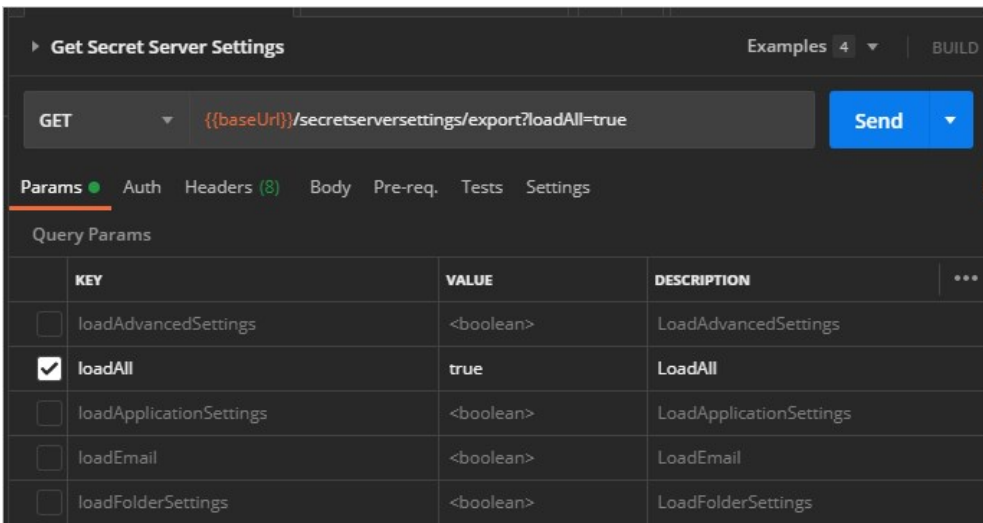 Get Secret Server Settings Examples 4 BUILD
GET {{baseUrl}}/secretserversettings/export?loadAll=true Send
Params Auth Headers (8) Body Pre-req. Tests Settings
Query Params
KEY VALUE DESCRIPTION •••
loadAdvancedSettings <boolean> LoadAdvancedSettings
loadAll true LoadAll
loadApplicationSettings <boolean> LoadApplicationSettings
loadEmail <boolean> LoadEmail
loadFolderSettings <boolean> LoadFolderSettings